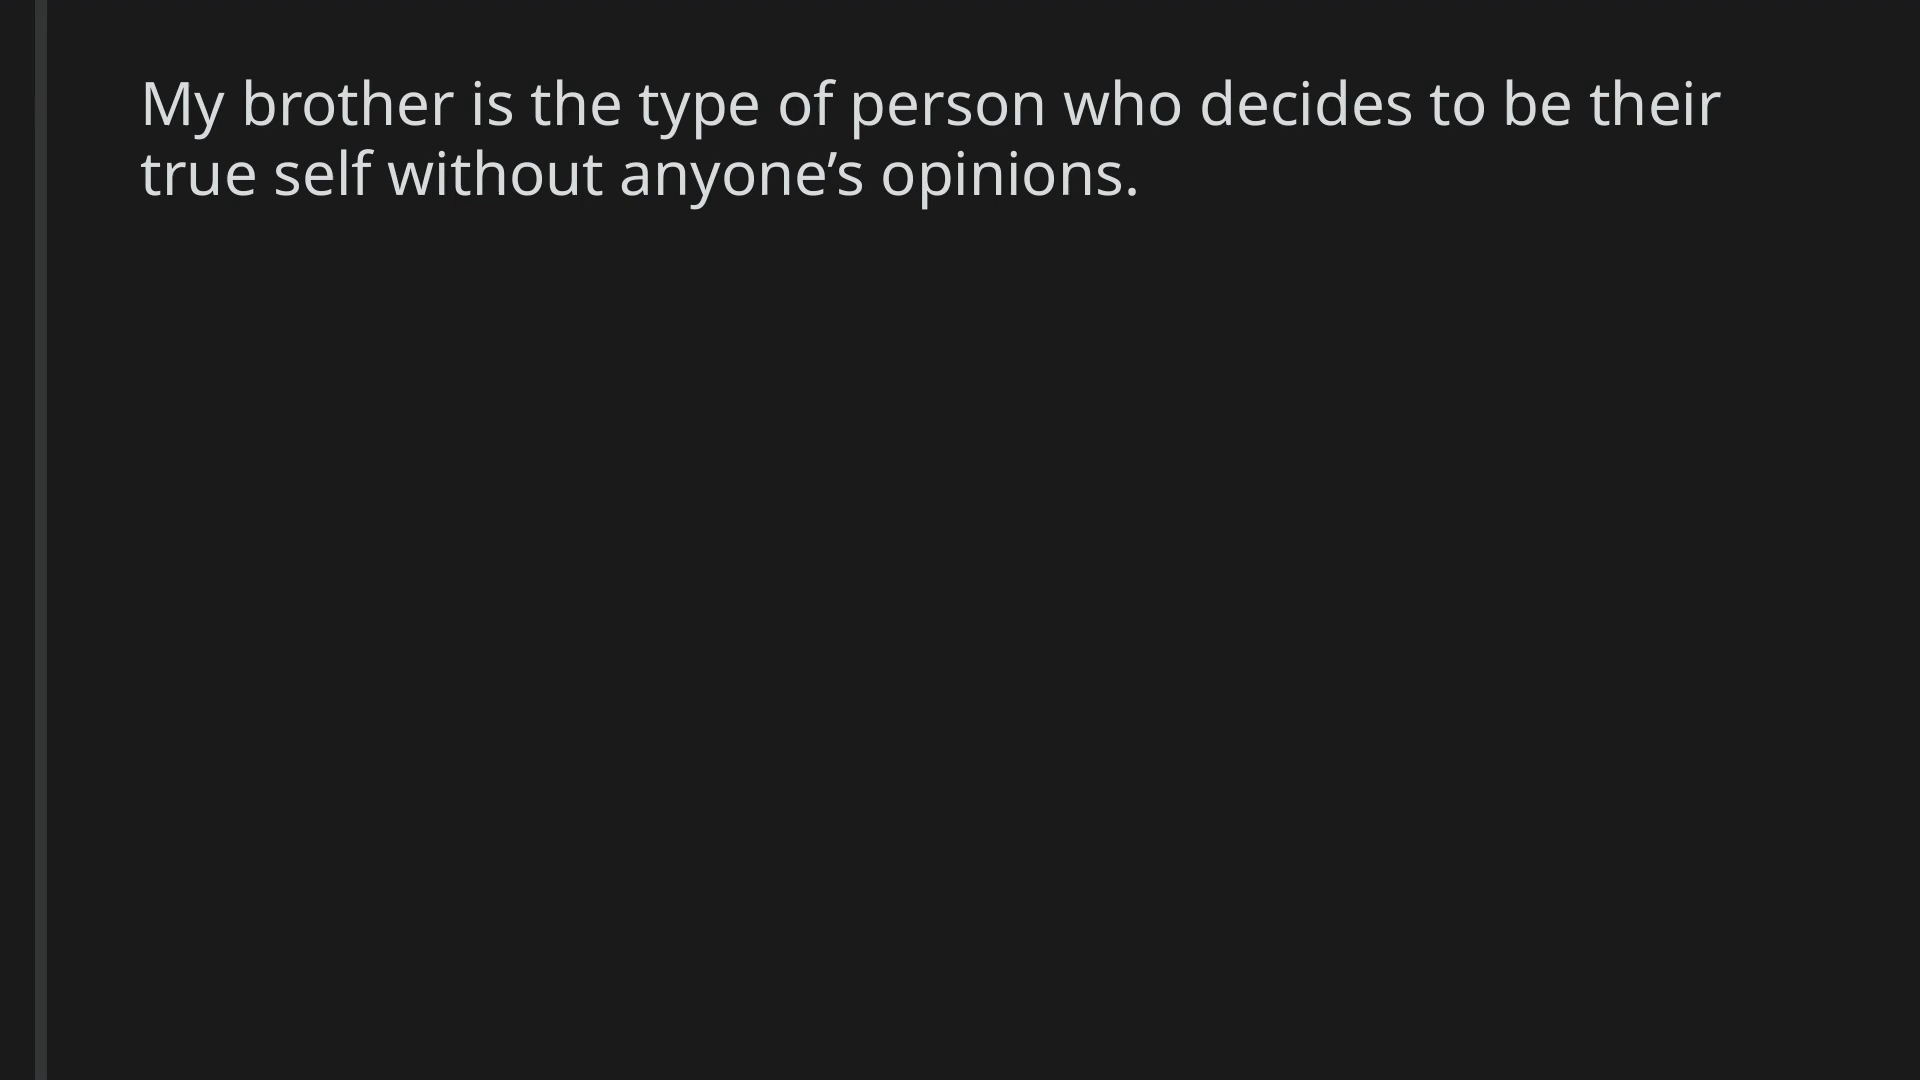 My brother is the type of person who decides to be their
true self without anyone’s opinions.